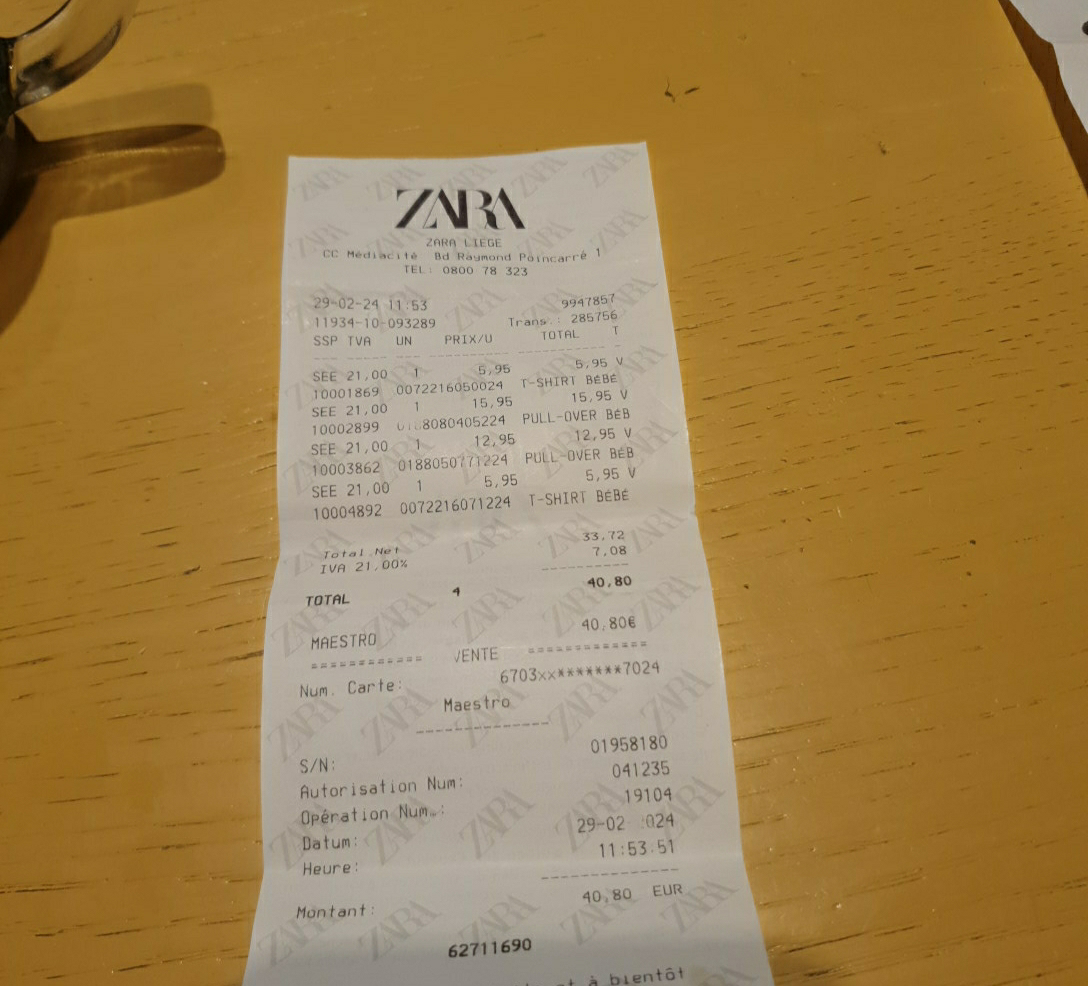 ZARA
ZARA LIEGE
CC Médiacité Bd Raymond Poincarré 1
TEL: 0800 78 323
29-02-24 11:53 9947857
11934-10-093289 Trans.: 285756
SSP TVA UN PRIX/U TOTAL T
SEE 21,00 1 5,95 5,95 V
10001869 0072216050024 T-SHIRT BÉBÉ
SEE 21,00 1 15,95 15,95 V
10002899 PULL-OVER BÉB
SEE 21,00 1 12,95 12,95 V
10003862 0188050771224 PULL-OVER BÉB
SEE 21,00 1 5,95 5,95 V
10004892 0072216071224 T-SHIRT BÉBÉ
Total Net 33,72
IVA 21,00% 7,08
TOTAL 4 40,80
MAESTRO 40,80€
============ VENTE =============
Num. Carte: 6703xx*******7024
Maestro
S/N: 01958180
Autorisation Num: 041235
Opération Num.: 19104
Datum: 29-02
Heure: 11:53:51
Montant: 40,80 EUR
62711690
à bientôt